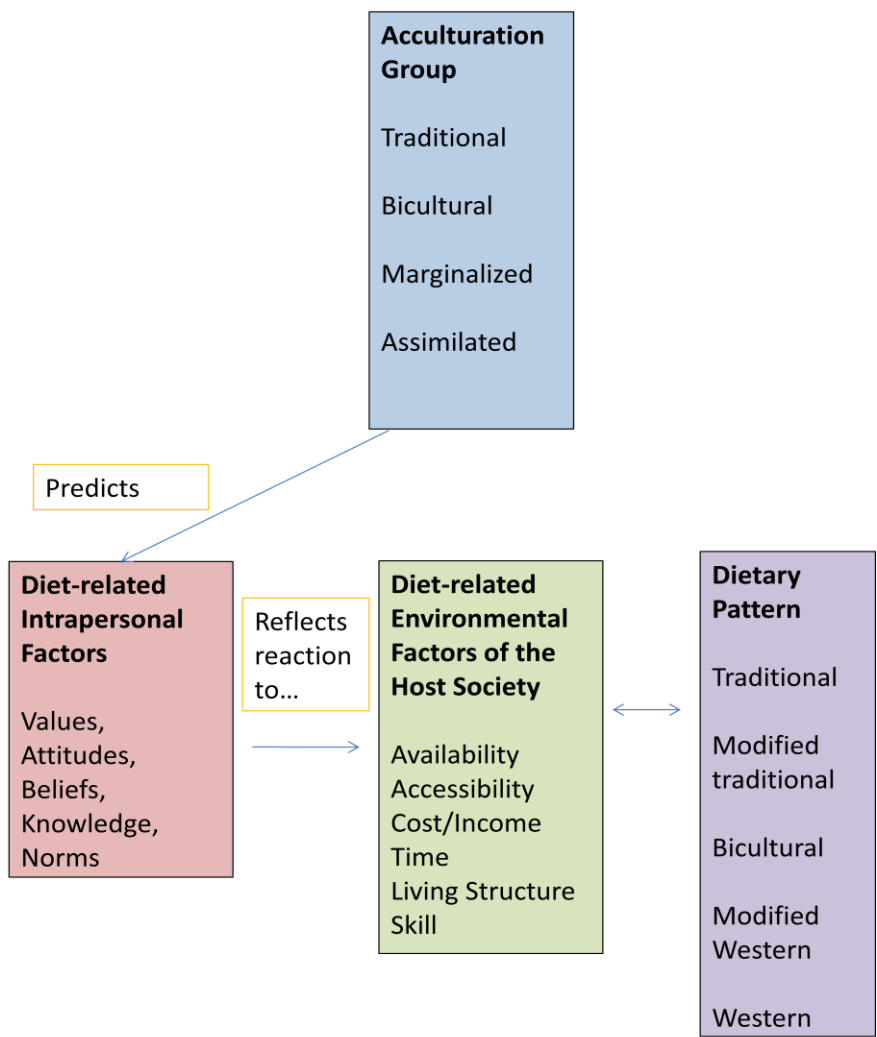 Acculturation
Group
Traditional
Bicultural
Marginalized
Assimilated
Predicts
Diet-related
Intrapersonal
Factors
Values,
Attitudes,
Beliefs,
Knowledge,
Norms
Reflects
reaction
to...
Diet-related
Environmental
Factors of the
Host Society
Availability
Accessibility
Cost/Income
Time
Living Structure
Skill
Dietary
Pattern
Traditional
Modified
traditional
Bicultural
Modified
Western
Western